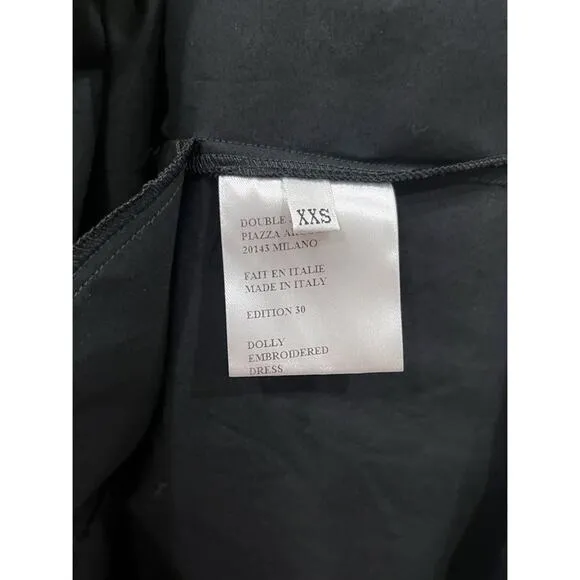 XXS
DOUBLE
PIAZZA
20143 MILANO
FAIT EN ITALIE
MADE IN ITALY
EDITION 30
DOLLY
EMBROIDERED
DRESS